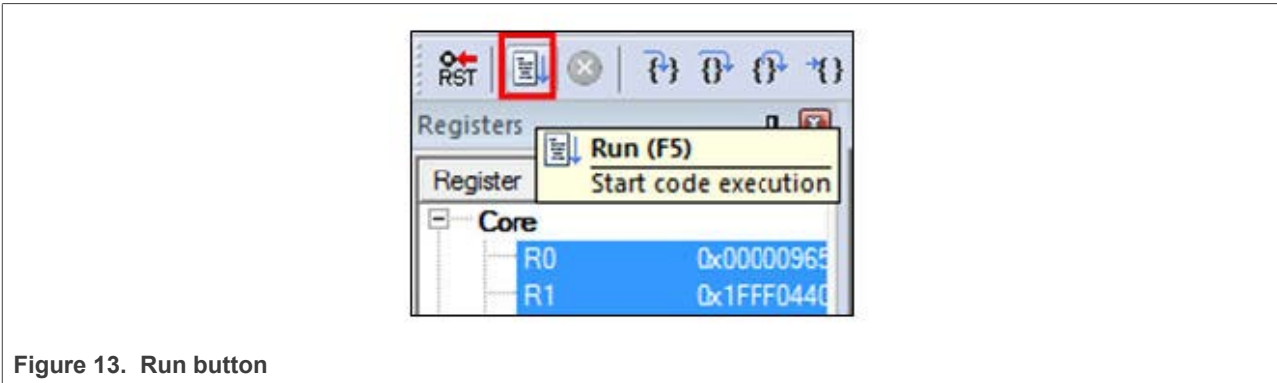 RST
Registers
Run (F5)
Start code execution
Register
Core
R0 0x00000965
R1 0x1FFF0440
Figure 13. Run button